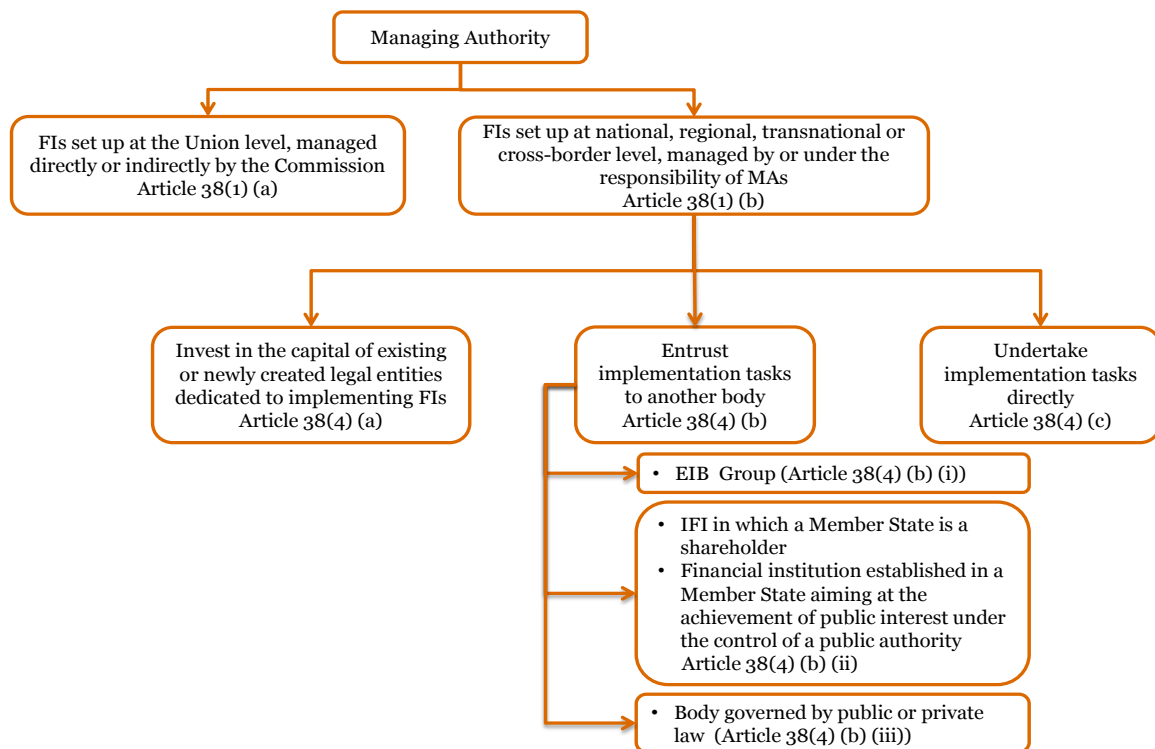 Managing Authority
FIs set up at the Union level, managed
directly or indirectly by the Commission
Article 38(1) (a)
FIs set up at national, regional, transnational or
cross-border level, managed by or under the
responsibility of MAs
Article 38(1) (b)
Invest in the capital of existing
or newly created legal entities
dedicated to implementing FIs
Article 38(4) (a)
Entrust
implementation tasks
to another body
Article 38(4) (b)
Undertake
implementation tasks
directly
Article 38(4) (c)
• EIB Group (Article 38(4) (b) (i))
• IFI in which a Member State is a
shareholder
• Financial institution established in a
Member State aiming at the
achievement of public interest under
the control of a public authority
Article 38(4) (b) (ii)
• Body governed by public or private
law (Article 38(4) (b) (iii))